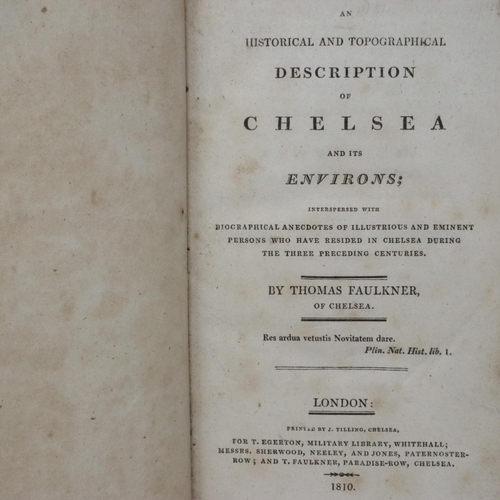 AN
HISTORICAL AND TOPOGRAPHICAL
DESCRIPTION
OF
CHELSEA
AND ITS
ENVIRONS;
INTERSPERSED WITH
BIOGRAPHICAL ANECDOTES OF ILLUSTRIOUS AND EMINENT
PERSONS WHO HAVE RESIDED IN CHELSEA DURING
THE THREE PRECEDING CENTURIES.
BY THOMAS FAULKNER,
OF CHELSEA.
Res ardua vetustis Novitatem dare.
Plin. Nat. Hist. lib. 1.
LONDON:
PRINTED BY J. TILLING, CHELSEA,
FOR T. EGERTON, MILITARY LIBRARY, WHITEHALL;
MESSRS. SHERWOOD, NEELEY, AND JONES, PATERNOSTER-
ROW; AND T. FAULKNER, PARADISE-ROW, CHELSEA.
1810.